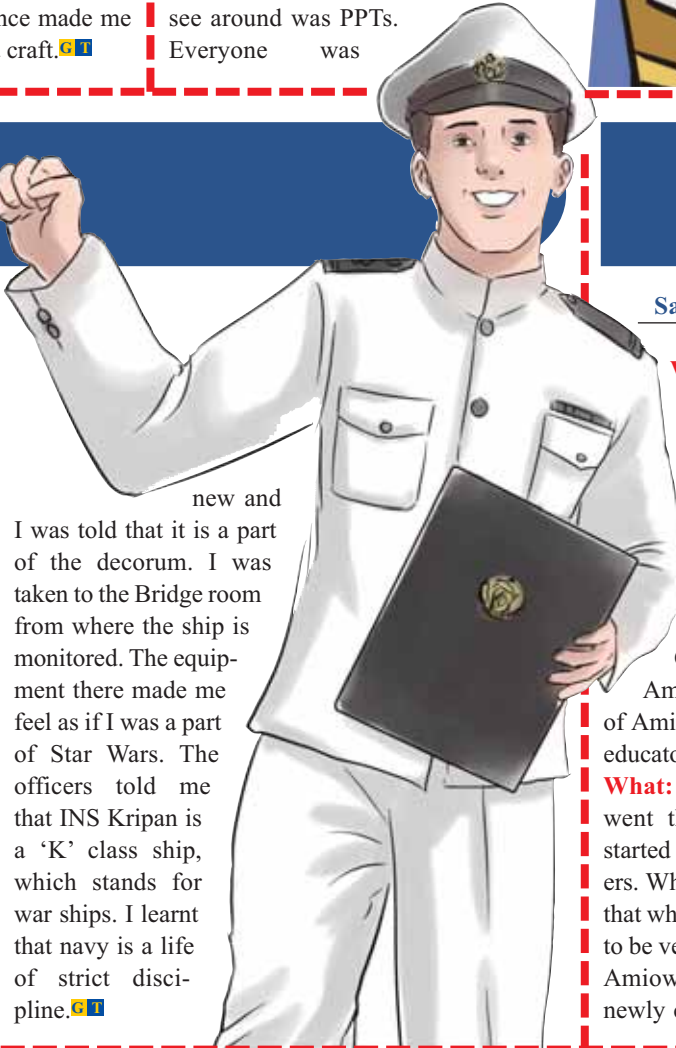 nce made me
craft.GT
see around was PPTs.
Everyone was
new and
I was told that it is a part
of the decorum. I was
taken to the Bridge room
from where the ship is
monitored. The equip-
ment there made me
feel as if I was a part
of Star Wars. The
officers told me
that INS Kripan is
a ‘K’ class ship,
which stands for
war ships. I learnt
that navy is a life
of strict disci-
pline.GT
Sa
Am
of Ami
educato
What:
went th
started
ers. Wh
that wh
to be ve
Amiow
newly